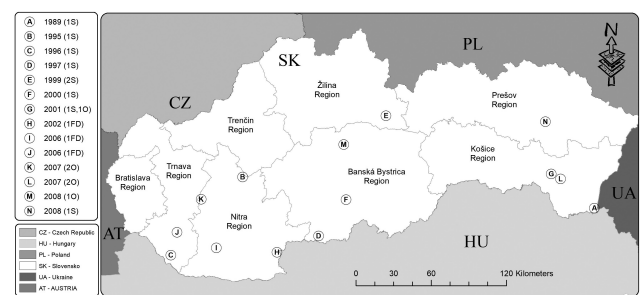 A 1989 (1S)
B 1995 (1S)
C 1996 (1S)
D 1997 (1S)
E 1999 (2S)
F 2000 (1S)
G 2001 (1S,1O)
H 2002 (1FD)
I 2006 (1FD)
J 2006 (1FD)
K 2007 (2O)
L 2007 (2O)
M 2008 (1O)
N 2008 (1S)
CZ - Czech Republic
HU - Hungary
PL - Poland
SK - Slovensko
UA - Ukraine
AT - AUSTRIA
N
PL
SK
CZ
Žilina
Region
Prešov
Region
E
N
Trenčín
Region
M
Košice
Region
Trnava
Region
Bratislava
Region
B
Banská Bystrica
Region
G
L
UA
K
F
A
Nitra
Region
AT
J
D
HU
I
H
C
0 30 60 120 Kilometers